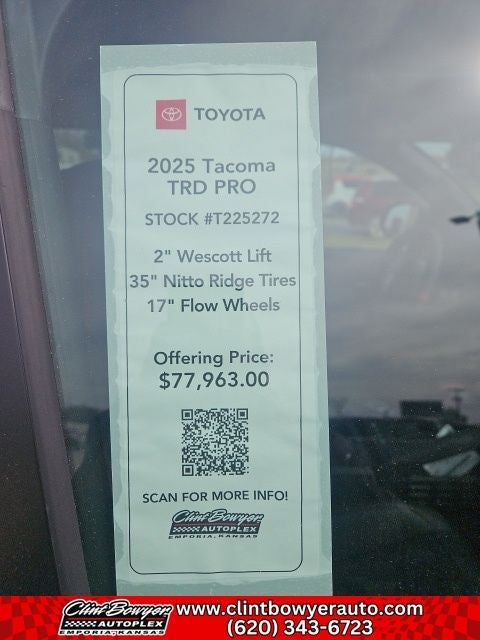 TOYOTA
2025 Tacoma
TRD PRO
STOCK #T225272
2" Wescott Lift
35" Nitto Ridge Tires
17" Flow Wheels
Offering Price:
$77,963.00
SCAN FOR MORE INFO!
Clint Bowyer
AUTOPLEX
EMPORIA, KANSAS
Clint Bowyer
AUTOPLEX
EMPORIA, KANSAS
www.clintbowyerauto.com
(620) 343-6723